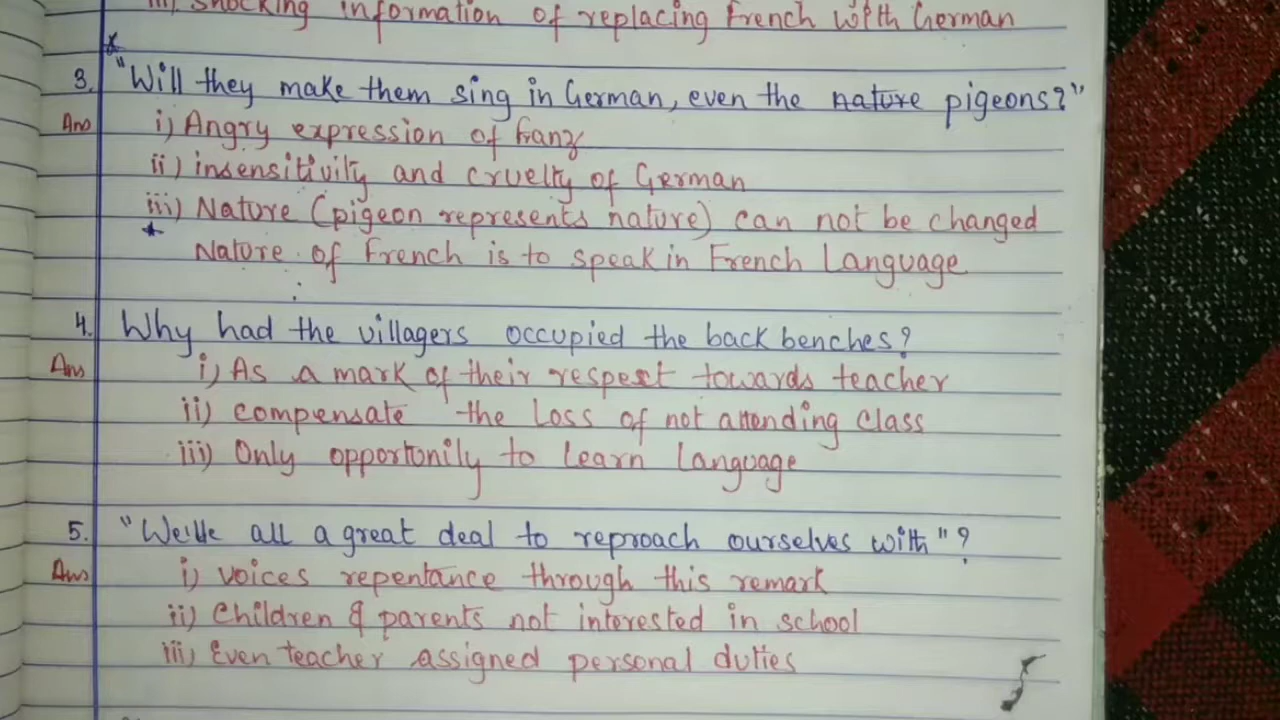 iii) Shocking information of replacing French with German
3. "Will they make them sing in German, even the nature pigeons?"
Ans i) Angry expression of franz
ii) insensitivity and cruelty of German
iii) Nature (pigeon represents nature) can not be changed
Nature of French is to speak in French Language
4. Why had the villagers occupied the back benches?
Ans i) As a mark of their respect towards teacher
ii) compensate the loss of not attending class
iii) Only opportunity to learn language
5. "We've all a great deal to reproach ourselves with"?
Ans i) voices repentance through this remark
ii) Children & parents not interested in school
iii) Even teacher assigned personal duties